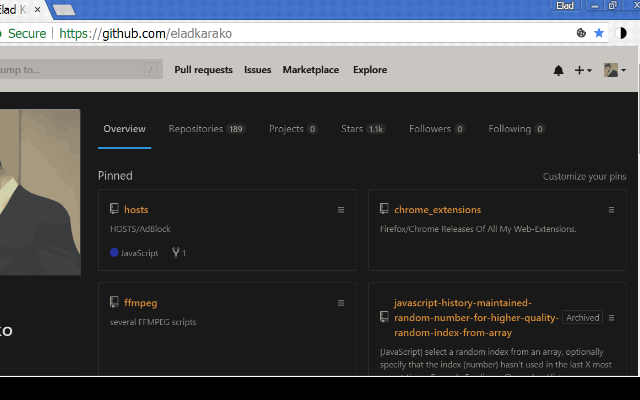 Elad K
Elad
Secure https://github.com/eladkarako
ump to... /
Pull requests Issues Marketplace Explore
Overview Repositories 189 Projects 0 Stars 1.1k Followers 0 Following 0
Pinned Customize your pins
hosts
HOSTS/AdBlock
JavaScript 1
chrome_extensions
Firefox/Chrome Releases Of All My Web-Extensions.
ffmpeg
several FFMPEG scripts
javascript-history-maintained-
random-number-for-higher-quality-
random-index-from-array
Archived
[JavaScript] select a random index from an array, optionally
specify that the index (number) hasn't used in the last X most
ko